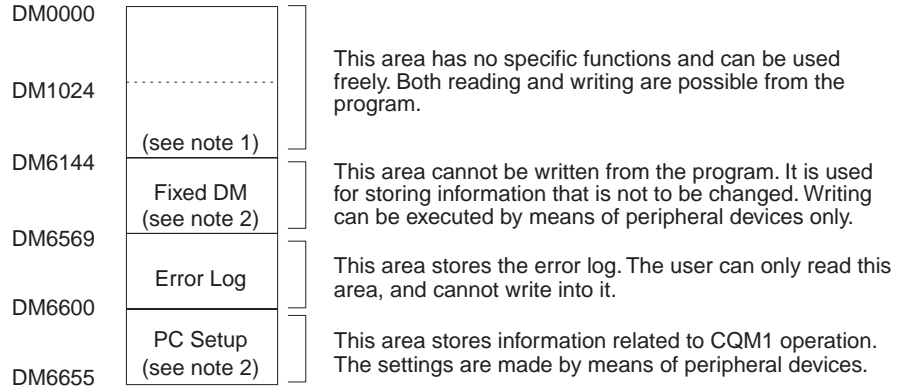 DM0000
This area has no specific functions and can be used
freely. Both reading and writing are possible from the
program.
DM1024
(see note 1)
DM6144
Fixed DM
(see note 2)
This area cannot be written from the program. It is used
for storing information that is not to be changed. Writing
can be executed by means of peripheral devices only.
DM6569
Error Log
This area stores the error log. The user can only read this
area, and cannot write into it.
DM6600
PC Setup
(see note 2)
This area stores information related to CQM1 operation.
The settings are made by means of peripheral devices.
DM6655